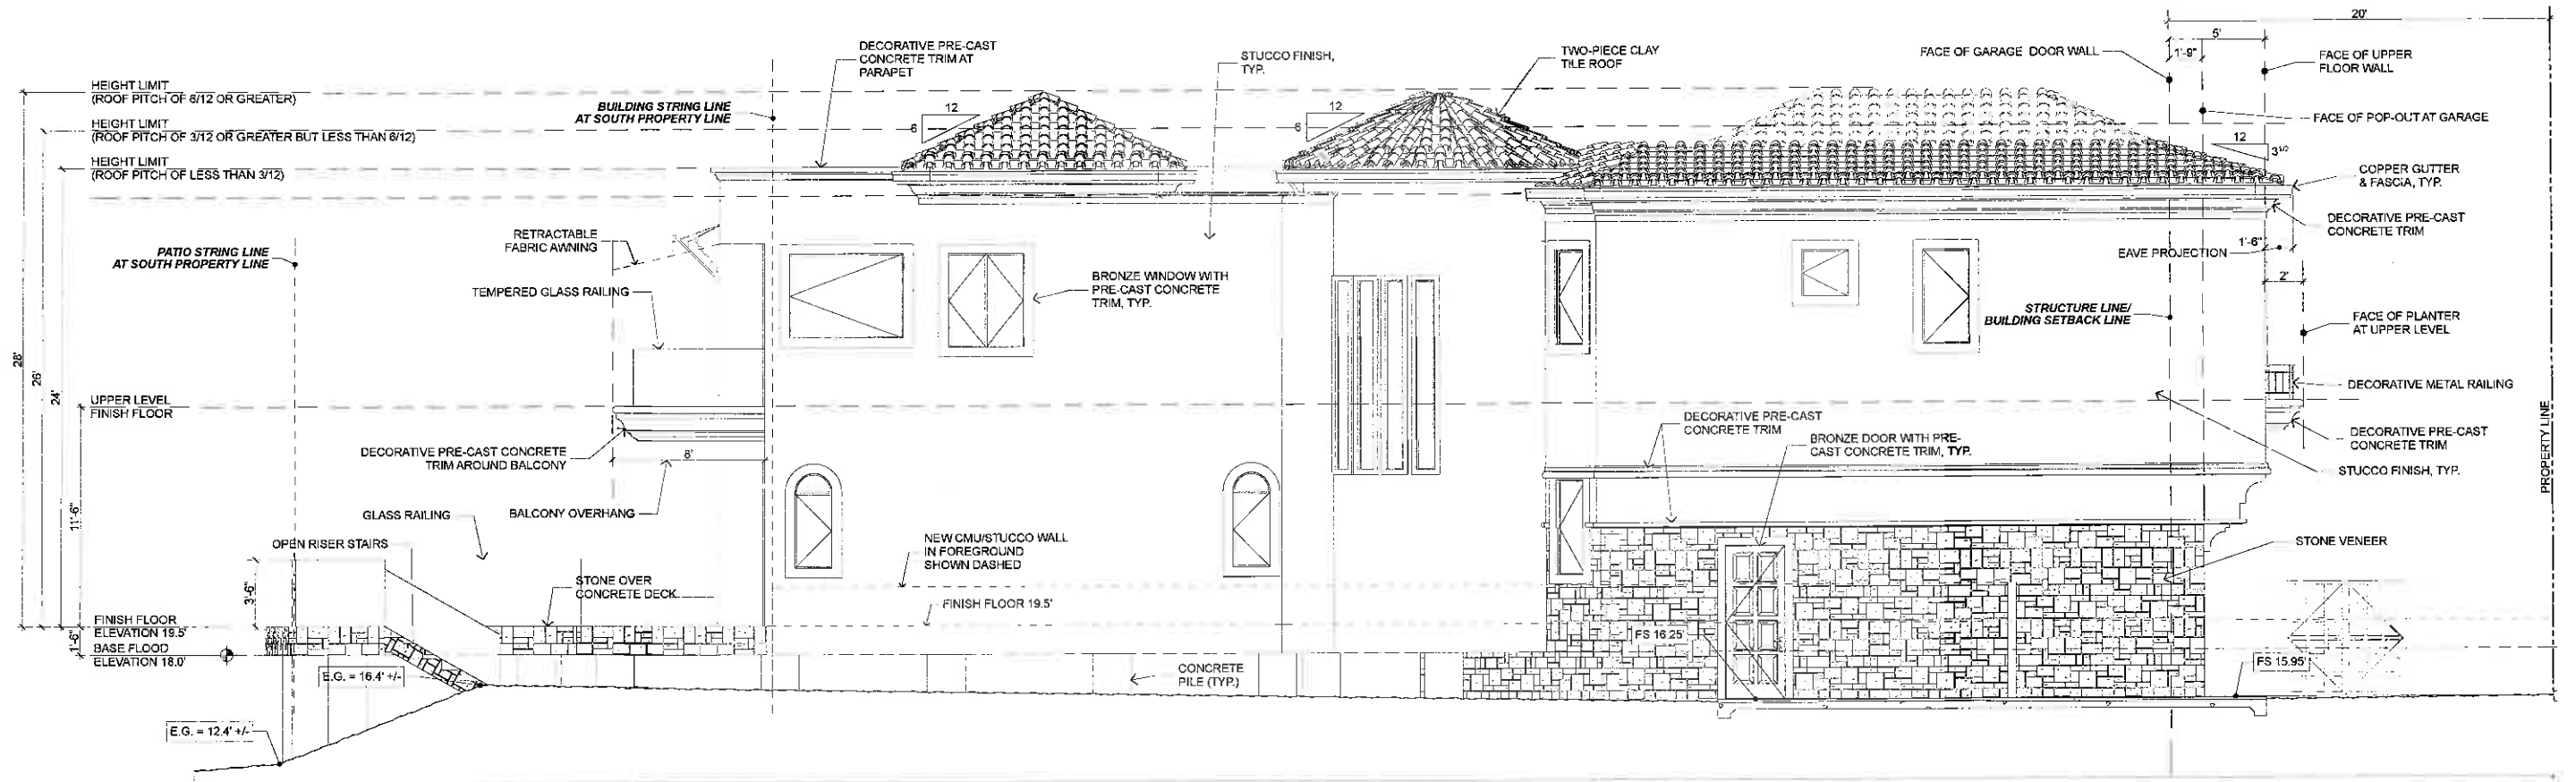 20'
5'
1'-9"
DECORATIVE PRE-CAST
CONCRETE TRIM AT
PARAPET
STUCCO FINISH,
TYP.
TWO-PIECE CLAY
TILE ROOF
FACE OF GARAGE DOOR WALL
FACE OF UPPER
FLOOR WALL
HEIGHT LIMIT
(ROOF PITCH OF 6/12 OR GREATER)
BUILDING STRING LINE
AT SOUTH PROPERTY LINE
12
6
12
6
FACE OF POP-OUT AT GARAGE
HEIGHT LIMIT
(ROOF PITCH OF 3/12 OR GREATER BUT LESS THAN 6/12)
12
3 1/2
HEIGHT LIMIT
(ROOF PITCH OF LESS THAN 3/12)
COPPER GUTTER
& FASCIA, TYP.
DECORATIVE PRE-CAST
CONCRETE TRIM
PATIO STRING LINE
AT SOUTH PROPERTY LINE
RETRACTABLE
FABRIC AWNING
1'-6"
EAVE PROJECTION
2'
TEMPERED GLASS RAILING
BRONZE WINDOW WITH
PRE-CAST CONCRETE
TRIM, TYP.
STRUCTURE LINE/
BUILDING SETBACK LINE
FACE OF PLANTER
AT UPPER LEVEL
28'
26'
24'
DECORATIVE METAL RAILING
UPPER LEVEL
FINISH FLOOR
DECORATIVE PRE-CAST
CONCRETE TRIM
BRONZE DOOR WITH PRE-
CAST CONCRETE TRIM, TYP.
DECORATIVE PRE-CAST
CONCRETE TRIM
DECORATIVE PRE-CAST CONCRETE
TRIM AROUND BALCONY
8'
STUCCO FINISH, TYP.
PROPERTY LINE
11'-6"
GLASS RAILING
BALCONY OVERHANG
OPEN RISER STAIRS
NEW CMU/STUCCO WALL
IN FOREGROUND
SHOWN DASHED
STONE VENEER
3'-6"
STONE OVER
CONCRETE DECK
FINISH FLOOR 19.5'
FINISH FLOOR
ELEVATION 19.5'
1'-6"
BASE FLOOD
ELEVATION 18.0'
FS 16.25'
E.G. = 16.4' +/-
CONCRETE
PILE (TYP.)
FS 15.95'
E.G. = 12.4' +/-